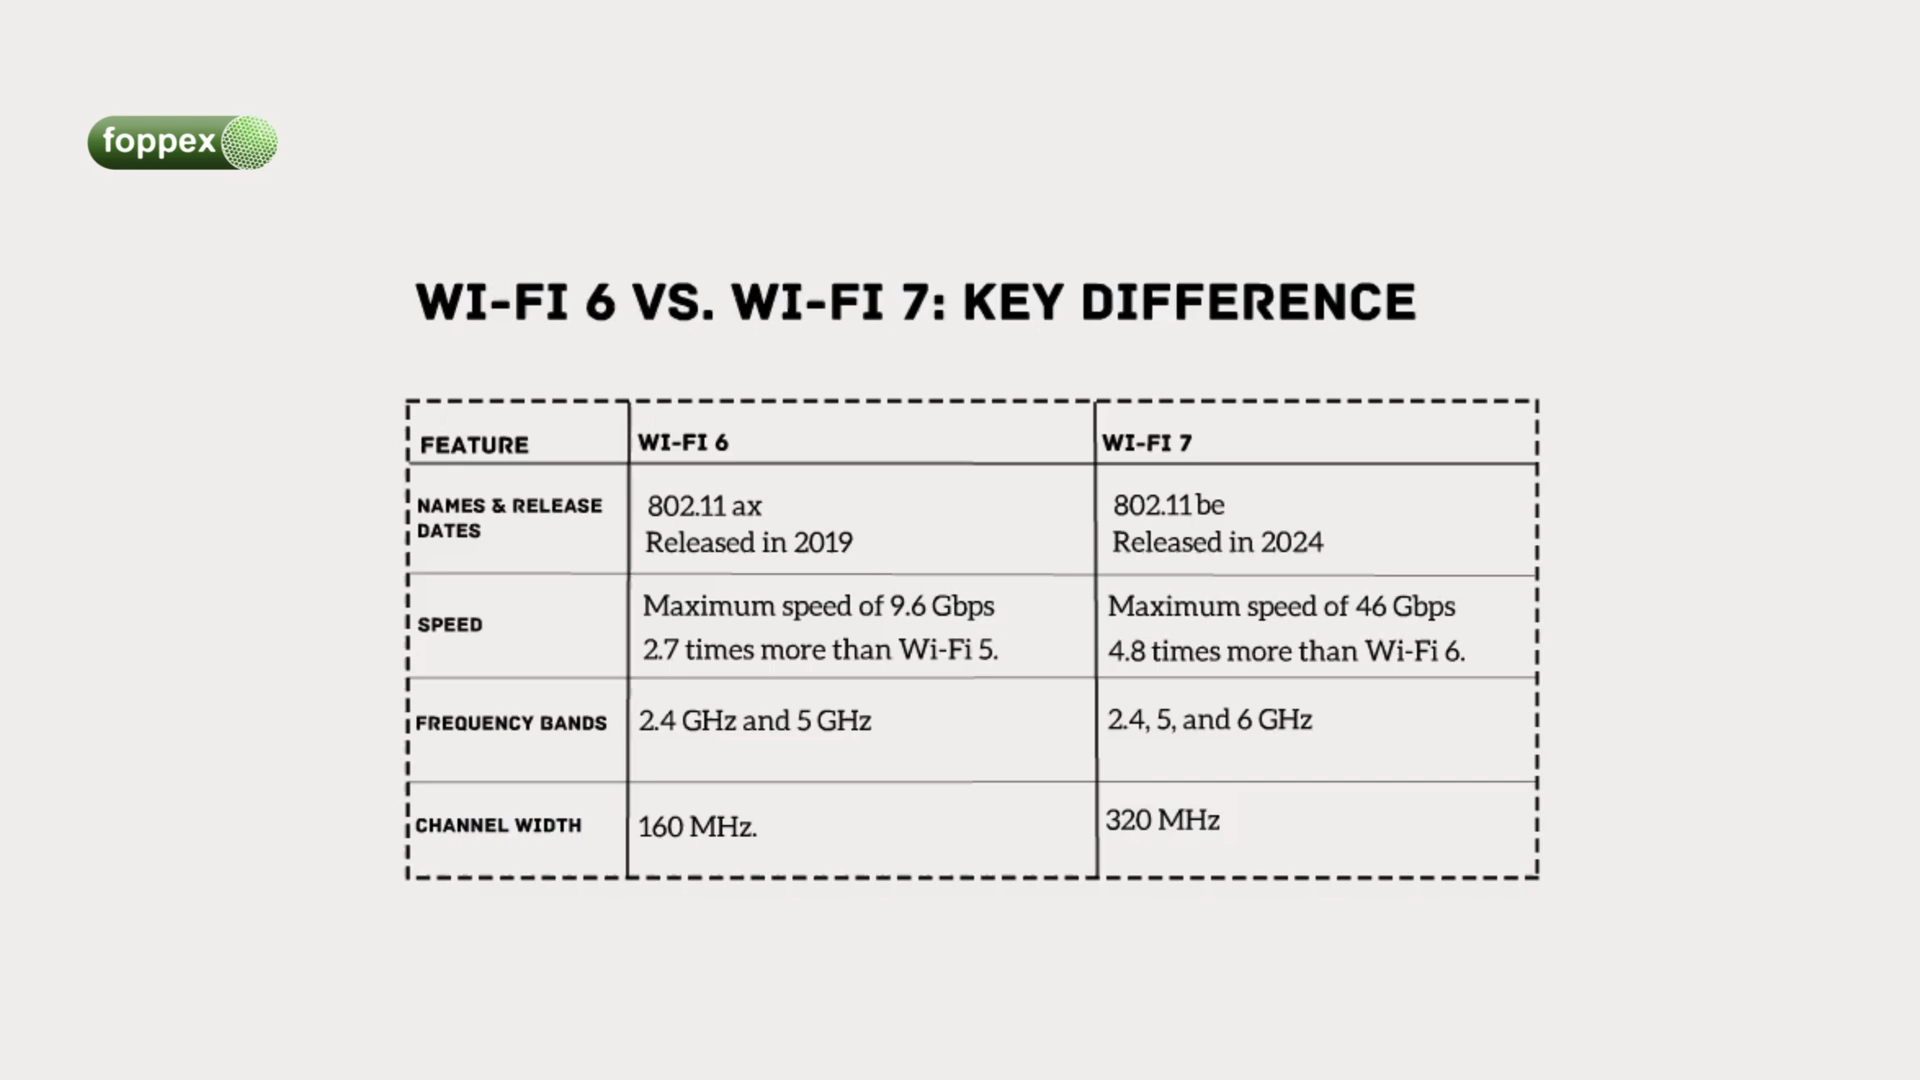 foppex
WI-FI 6 VS. WI-FI 7: KEY DIFFERENCE
FEATURE
WI-FI 6
WI-FI 7
NAMES & RELEASE
DATES
802.11 ax
Released in 2019
802.11 be
Released in 2024
SPEED
Maximum speed of 9.6 Gbps
2.7 times more than Wi-Fi 5.
Maximum speed of 46 Gbps
4.8 times more than Wi-Fi 6.
FREQUENCY BANDS
2.4 GHz and 5 GHz
2.4, 5, and 6 GHz
CHANNEL WIDTH
160 MHz.
320 MHz